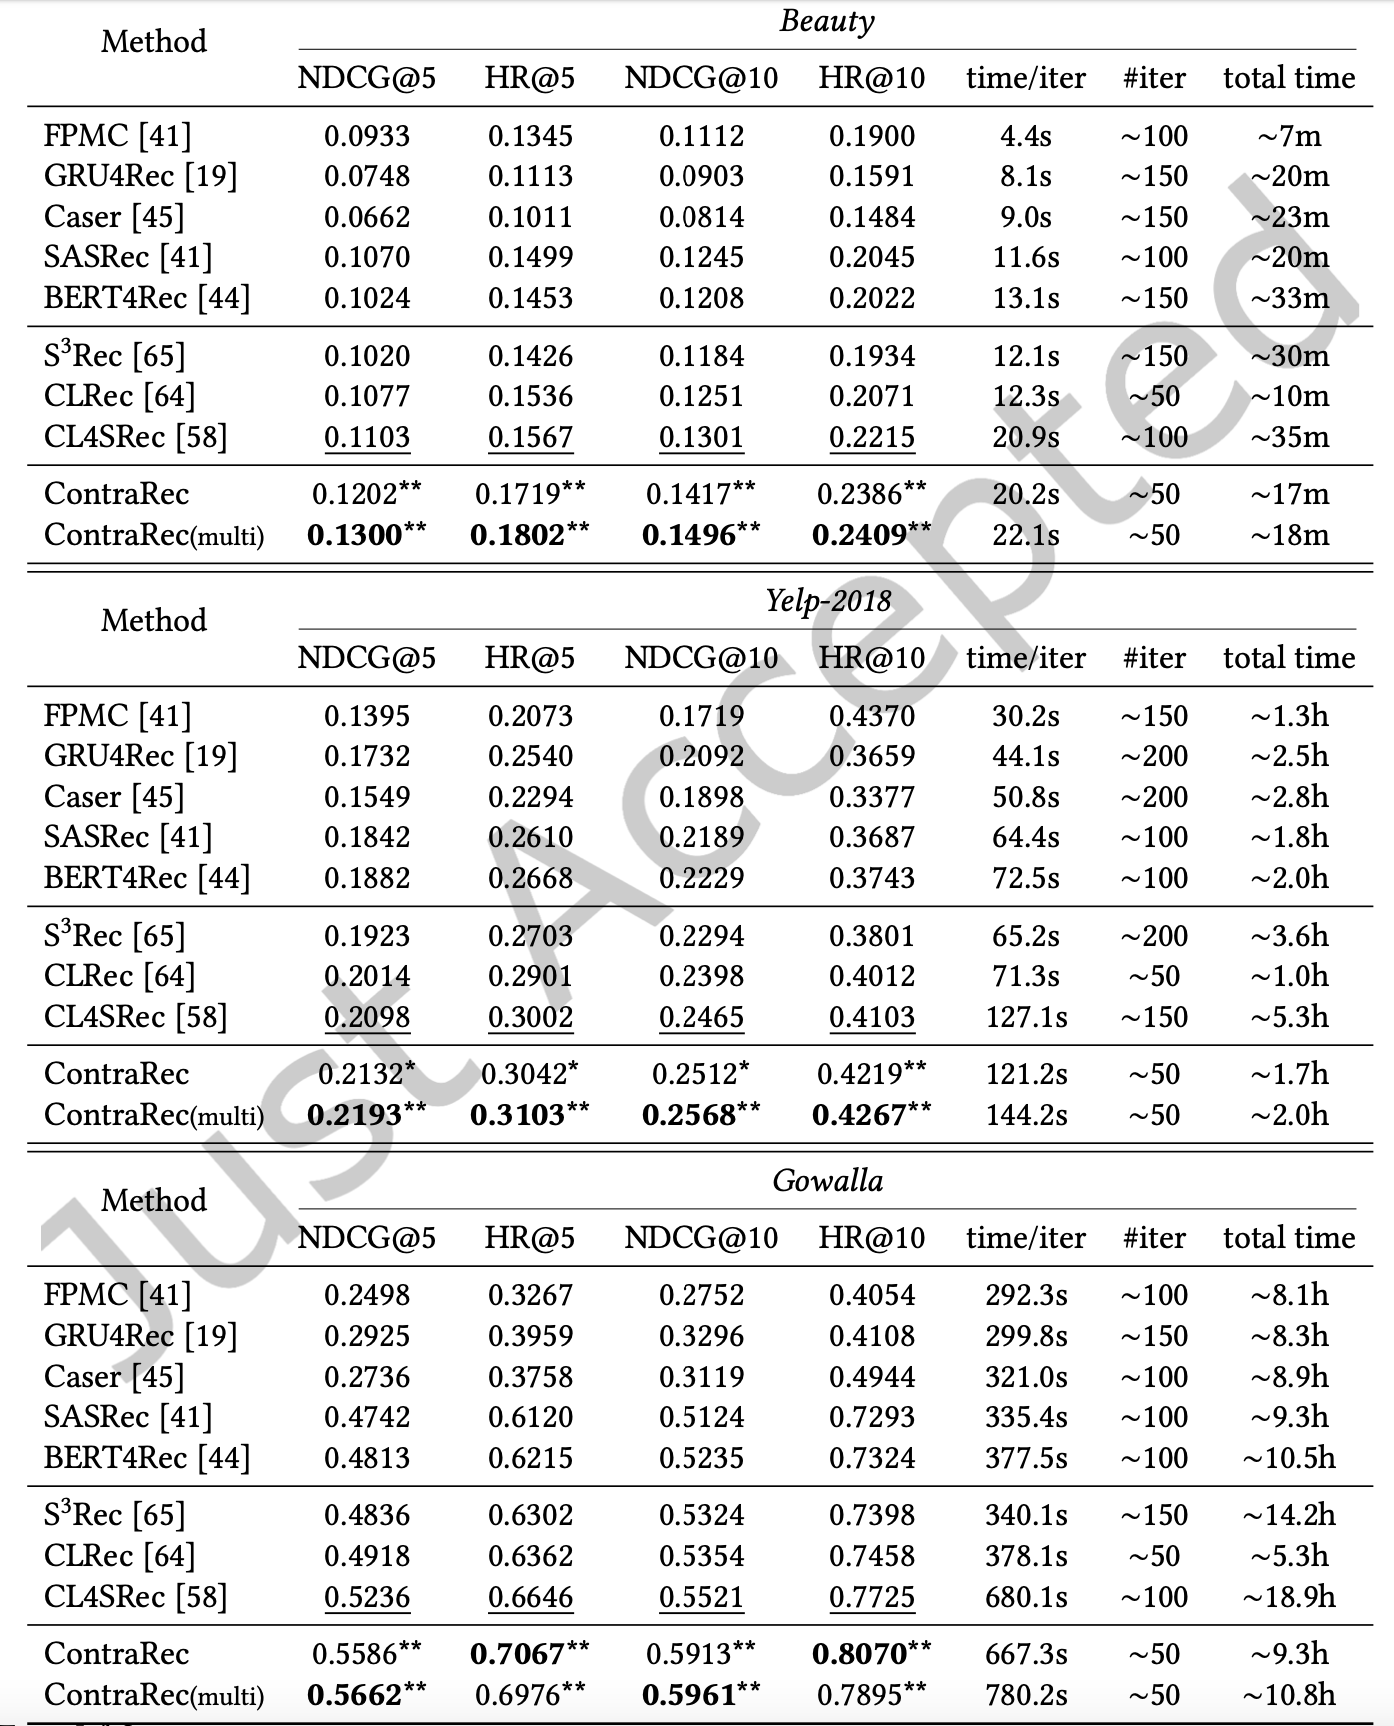 Beauty
Method
NDCG@5 HR@5 NDCG@10 HR@10 time/iter #iter total time
FPMC [41] 0.0933 0.1345 0.1112 0.1900 4.4s ~100 ~7m
GRU4Rec [19] 0.0748 0.1113 0.0903 0.1591 8.1s ~150 ~20m
Caser [45] 0.0662 0.1011 0.0814 0.1484 9.0s ~150 ~23m
SASRec [41] 0.1070 0.1499 0.1245 0.2045 11.6s ~100 ~20m
BERT4Rec [44] 0.1024 0.1453 0.1208 0.2022 13.1s ~150 ~33m
S³Rec [65] 0.1020 0.1426 0.1184 0.1934 12.1s ~150 ~30m
CLRec [64] 0.1077 0.1536 0.1251 0.2071 12.3s ~50 ~10m
CL4SRec [58] 0.1103 0.1567 0.1301 0.2215 20.9s ~100 ~35m
ContraRec 0.1202** 0.1719** 0.1417** 0.2386** 20.2s ~50 ~17m
ContraRec(multi) 0.1300** 0.1802** 0.1496** 0.2409** 22.1s ~50 ~18m
Yelp-2018
Method
NDCG@5 HR@5 NDCG@10 HR@10 time/iter #iter total time
FPMC [41] 0.1395 0.2073 0.1719 0.4370 30.2s ~150 ~1.3h
GRU4Rec [19] 0.1732 0.2540 0.2092 0.3659 44.1s ~200 ~2.5h
Caser [45] 0.1549 0.2294 0.1898 0.3377 50.8s ~200 ~2.8h
SASRec [41] 0.1842 0.2610 0.2189 0.3687 64.4s ~100 ~1.8h
BERT4Rec [44] 0.1882 0.2668 0.2229 0.3743 72.5s ~100 ~2.0h
S³Rec [65] 0.1923 0.2703 0.2294 0.3801 65.2s ~200 ~3.6h
CLRec [64] 0.2014 0.2901 0.2398 0.4012 71.3s ~50 ~1.0h
CL4SRec [58] 0.2098 0.3002 0.2465 0.4103 127.1s ~150 ~5.3h
ContraRec 0.2132* 0.3042* 0.2512* 0.4219** 121.2s ~50 ~1.7h
ContraRec(multi) 0.2193** 0.3103** 0.2568** 0.4267** 144.2s ~50 ~2.0h
Gowalla
Method
NDCG@5 HR@5 NDCG@10 HR@10 time/iter #iter total time
FPMC [41] 0.2498 0.3267 0.2752 0.4054 292.3s ~100 ~8.1h
GRU4Rec [19] 0.2925 0.3959 0.3296 0.4108 299.8s ~150 ~8.3h
Caser [45] 0.2736 0.3758 0.3119 0.4944 321.0s ~100 ~8.9h
SASRec [41] 0.4742 0.6120 0.5124 0.7293 335.4s ~100 ~9.3h
BERT4Rec [44] 0.4813 0.6215 0.5235 0.7324 377.5s ~100 ~10.5h
S³Rec [65] 0.4836 0.6302 0.5324 0.7398 340.1s ~150 ~14.2h
CLRec [64] 0.4918 0.6362 0.5354 0.7458 378.1s ~50 ~5.3h
CL4SRec [58] 0.5236 0.6646 0.5521 0.7725 680.1s ~100 ~18.9h
ContraRec 0.5586** 0.7067** 0.5913** 0.8070** 667.3s ~50 ~9.3h
ContraRec(multi) 0.5662** 0.6976** 0.5961** 0.7895** 780.2s ~50 ~10.8h
Just Accepted